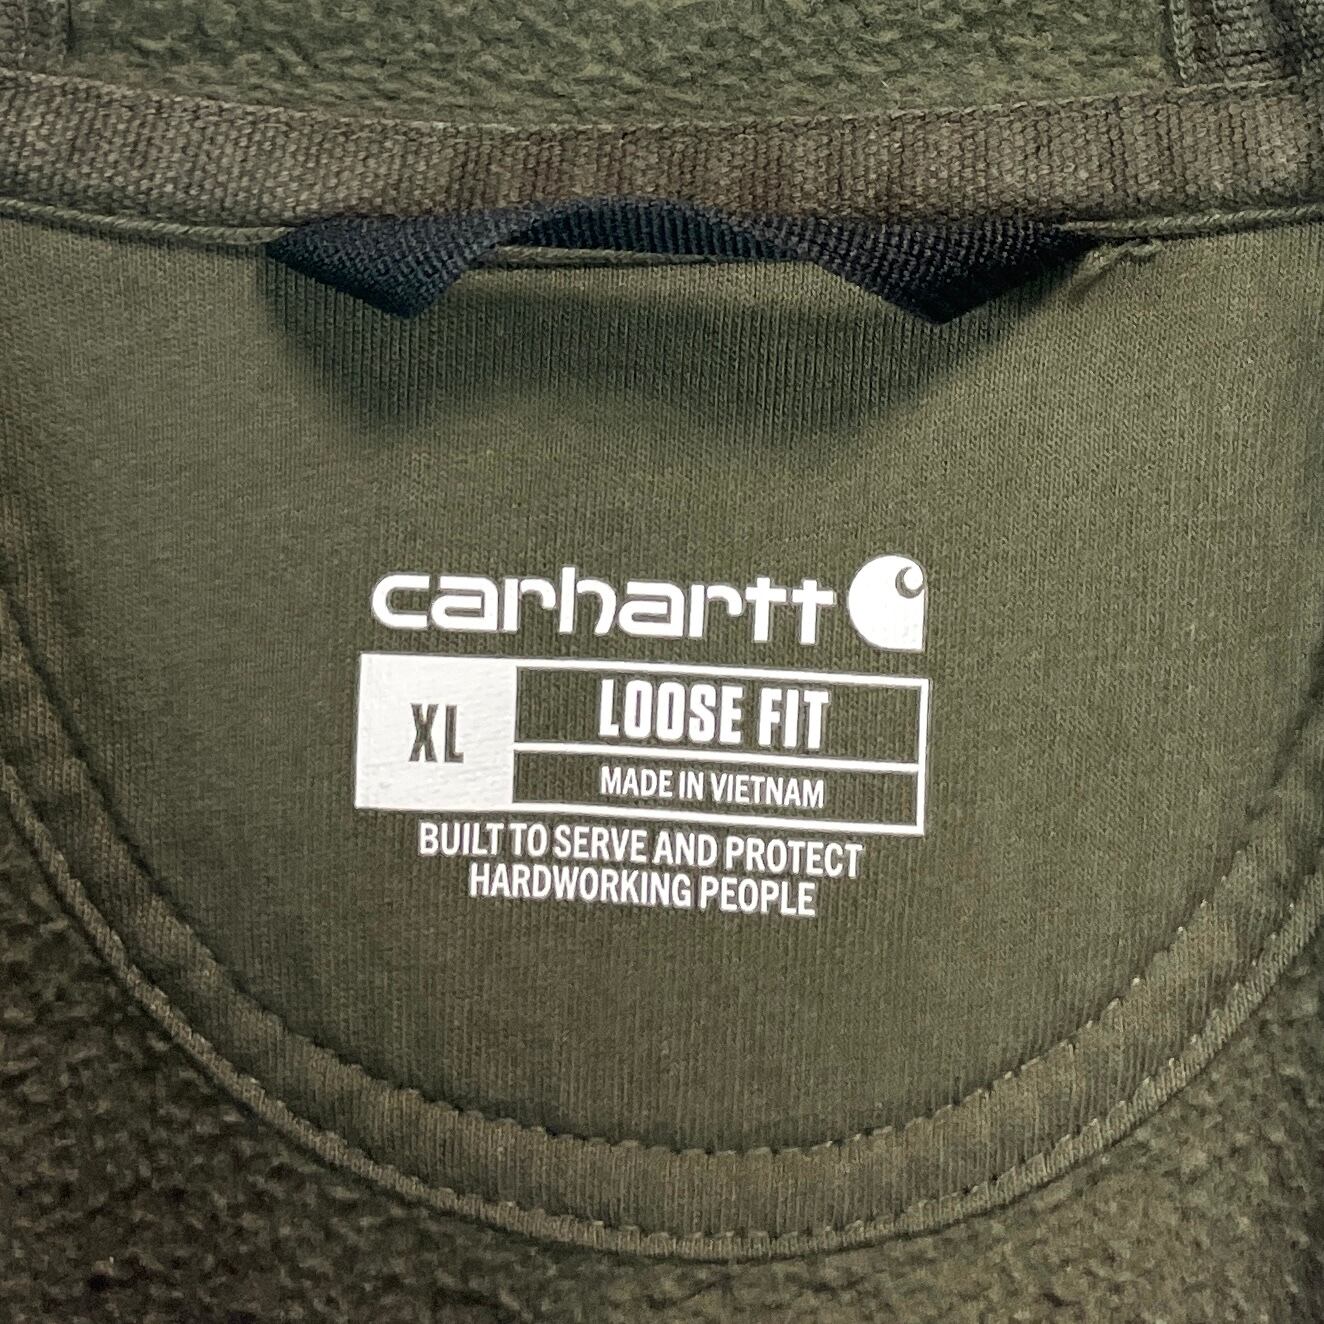 carhartt
XL
LOOSE FIT
MADE IN VIETNAM
BUILT TO SERVE AND PROTECT
HARDWORKING PEOPLE